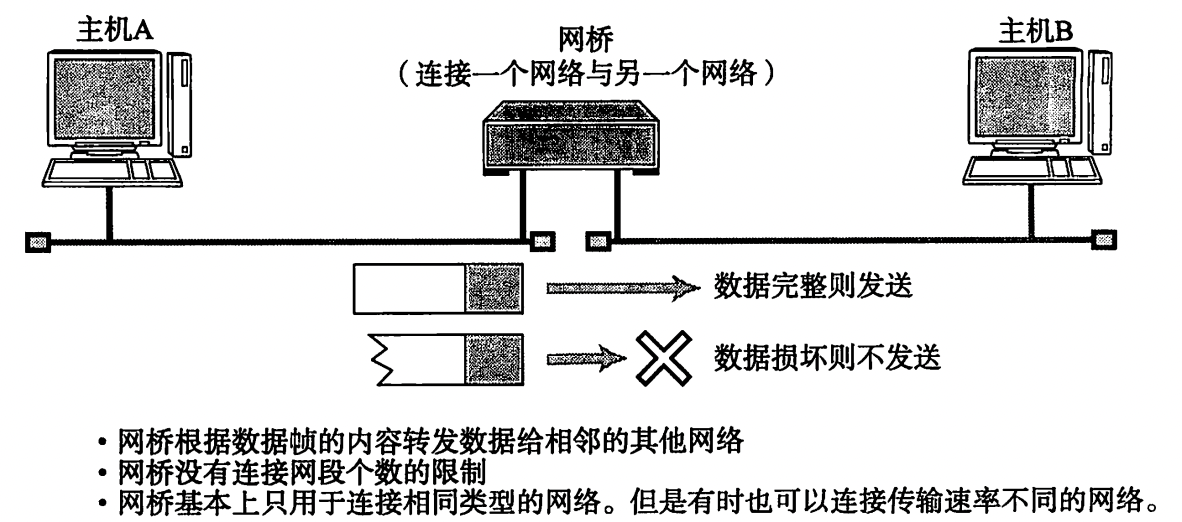 主机A
网桥
（连接一个网络与另一个网络）
主机B
数据完整则发送
数据损坏则不发送
·网桥根据数据帧的内容转发数据给相邻的其他网络
·网桥没有连接网段个数的限制
·网桥基本上只用于连接相同类型的网络。但是有时也可以连接传输速率不同的网络。